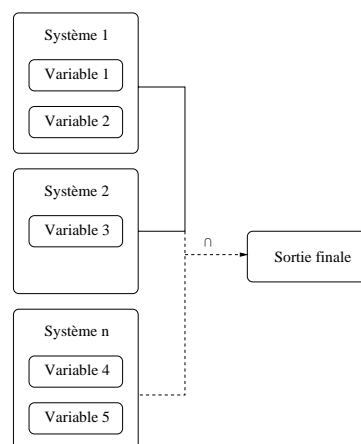 Système 1
Variable 1
Variable 2
Système 2
Variable 3
∩
Sortie finale
Système n
Variable 4
Variable 5